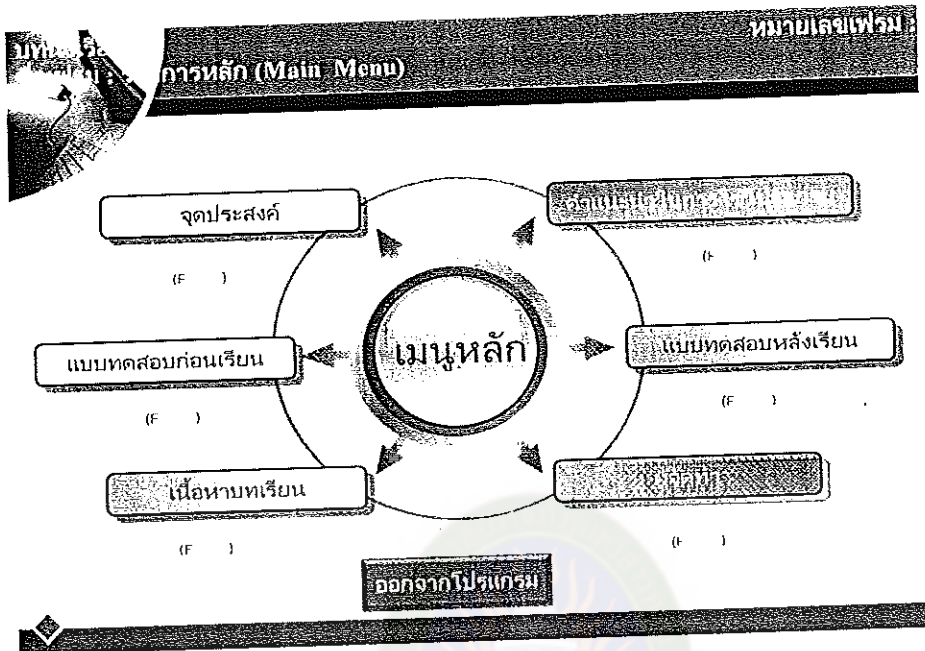 หมายเลขเฟรม :
การหลัก (Main Menu)
จุดประสงค์
(F )
(F )
เมนูหลัก
แบบทดสอบก่อนเรียน
แบบทดสอบหลังเรียน
(F )
(F )
เนื้อหาบทเรียน
(F )
(F )
ออกจากโปรแกรม